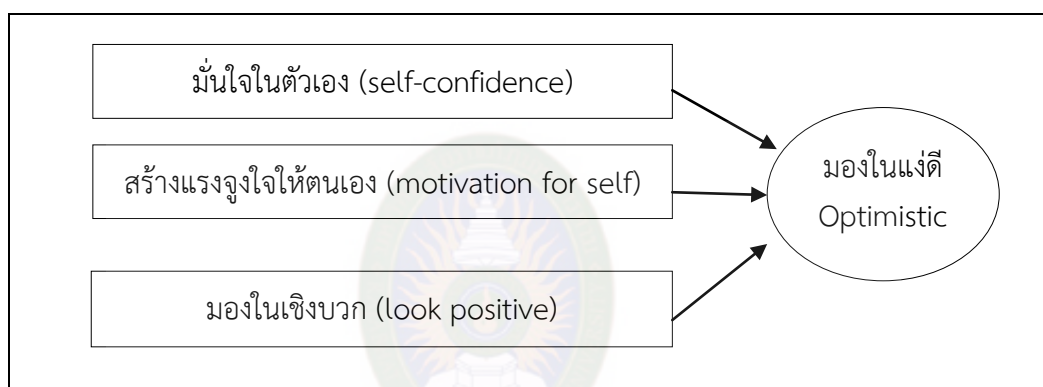 มั่นใจในตัวเอง (self-confidence)
สร้างแรงจูงใจให้ตนเอง (motivation for self)
มองในเชิงบวก (look positive)
มองในแง่ดี
Optimistic